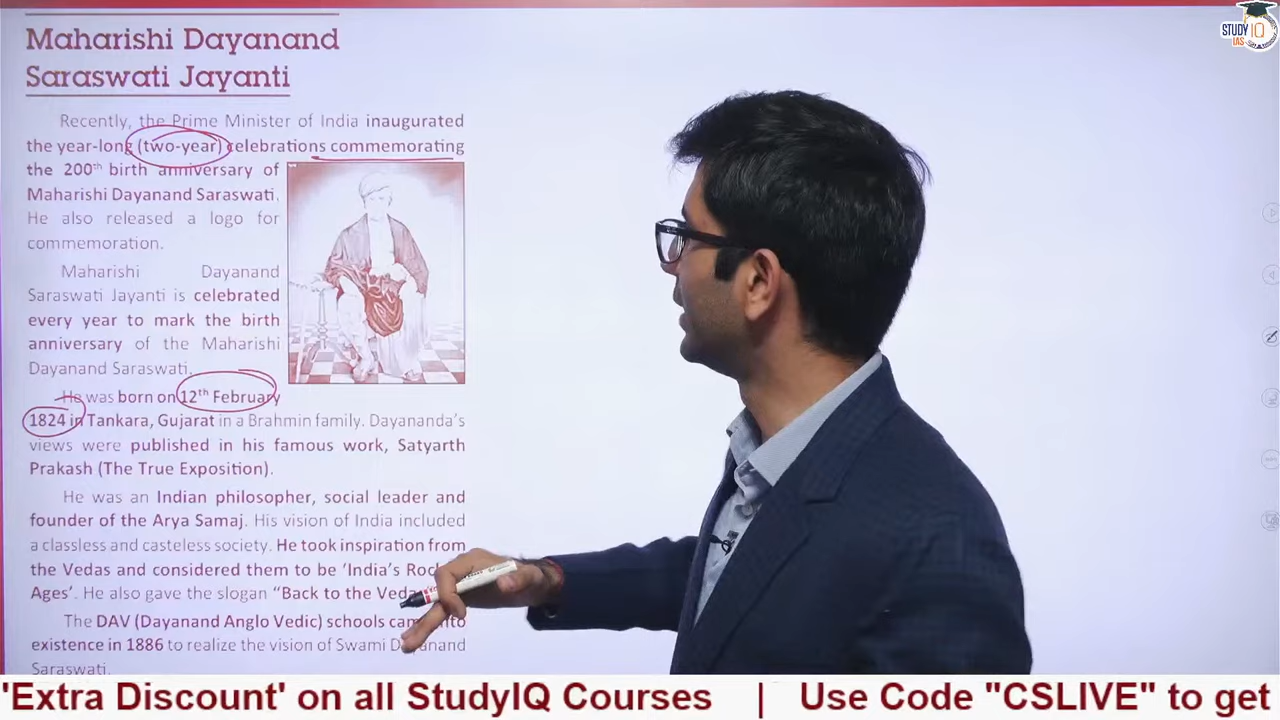 Maharishi Dayanand
Saraswati Jayanti
Recently, the Prime Minister of India inaugurated
the year-long (two-year) celebrations commemorating
the 200th birth anniversary of
Maharishi Dayanand Saraswati.
He also released a logo for
commemoration.
Maharishi Dayanand
Saraswati Jayanti is celebrated
every year to mark the birth
anniversary of the Maharishi
Dayanand Saraswati.
He was born on 12th February
1824 in Tankara, Gujarat in a Brahmin family. Dayananda's
views were published in his famous work, Satyarth
Prakash (The True Exposition).
He was an Indian philosopher, social leader and
founder of the Arya Samaj. His vision of India included
a classless and casteless society. He took inspiration from
the Vedas and considered them to be 'India's
Ages'. He also gave the slogan "Back to the
The DAV (Dayanand Anglo Vedic) schools
existence in 1886 to realize the vision of Swami
Saraswati.
STUDY IQ
IAS
'Extra Discount' on all StudyIQ Courses | Use Code "CSLIVE" to get